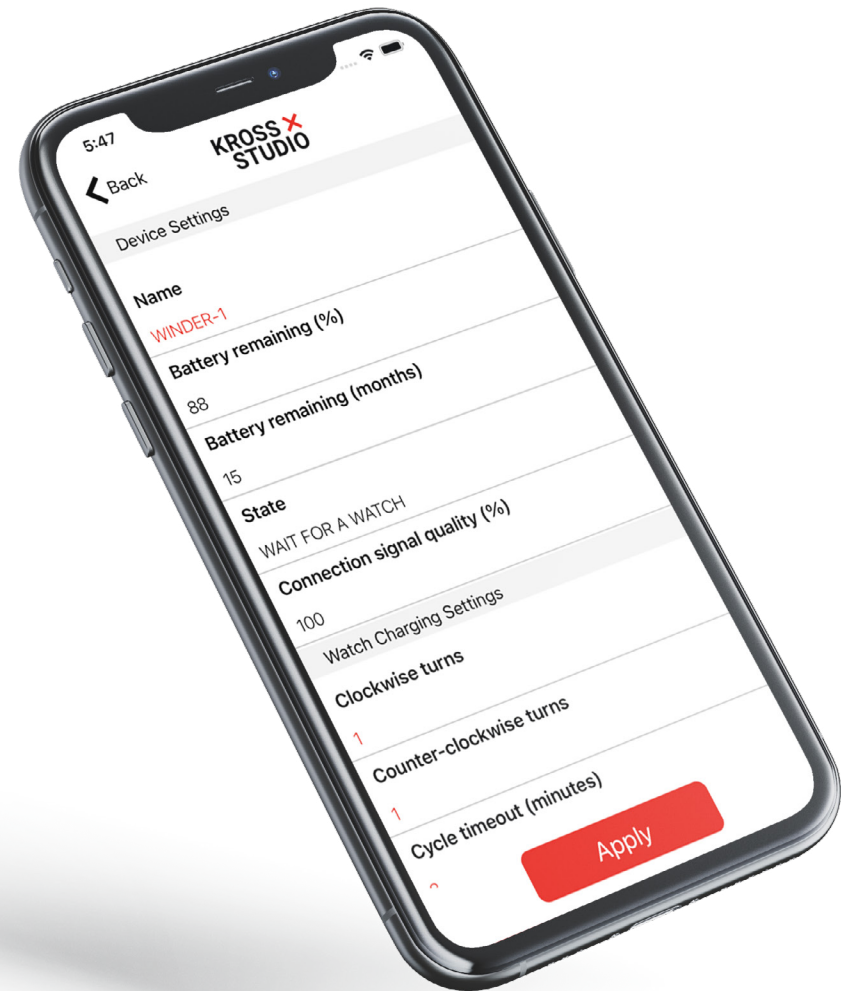 5:47
KROSS
STUDIO
Back
Device Settings
Name
WINDER-1
Battery remaining (%)
88
Battery remaining (months)
15
State
WAIT FOR A WATCH
Connection signal quality (%)
100
Watch Charging Settings
Clockwise turns
1
Counter-clockwise turns
1
Cycle timeout (minutes)
Apply